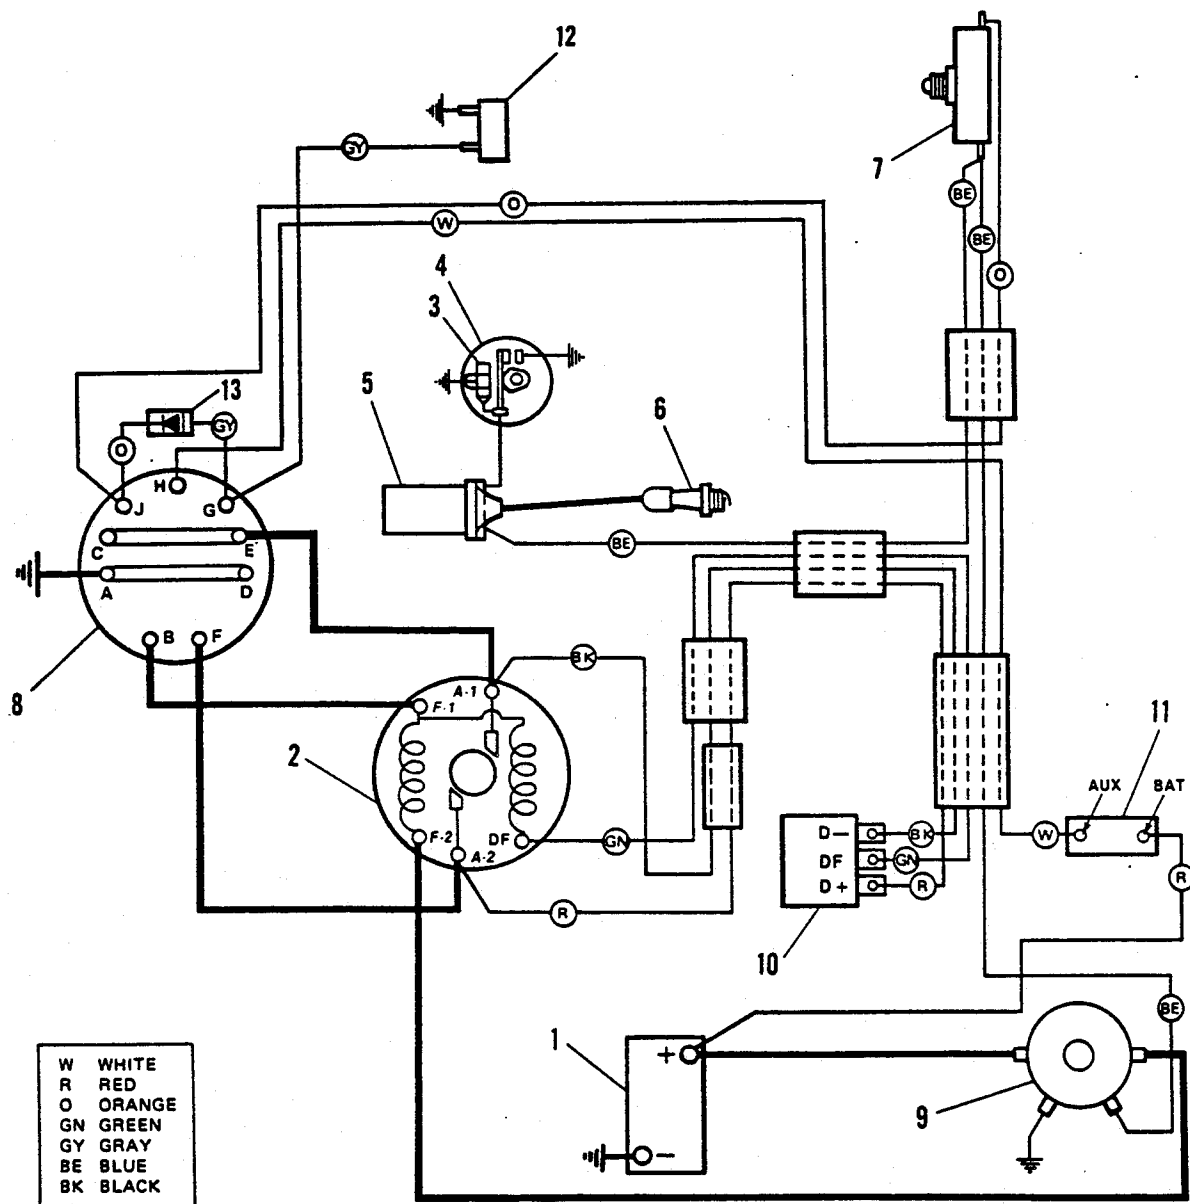 12
GY
7
O
W
BE
BE
O
4
3
5
6
13
GY
O
H
J
G
C
E
A
D
B
F
8
BE
BK
A-1
F-1
2
F-2
DF
A-2
GN
R
11
AUX
BAT
W
D-
BK
DF
GN
D+
R
R
10
BE
1
+
-
9
W WHITE
R RED
O ORANGE
GN GREEN
GY GRAY
BE BLUE
BK BLACK